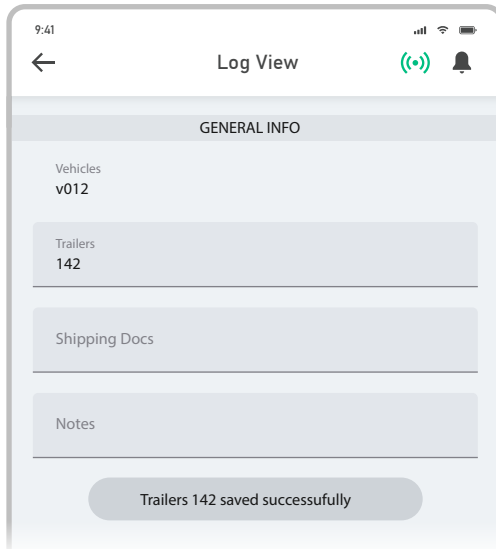 9:41
Log View
GENERAL INFO
Vehicles
v012
Trailers
142
Shipping Docs
Notes
Trailers 142 saved successufully